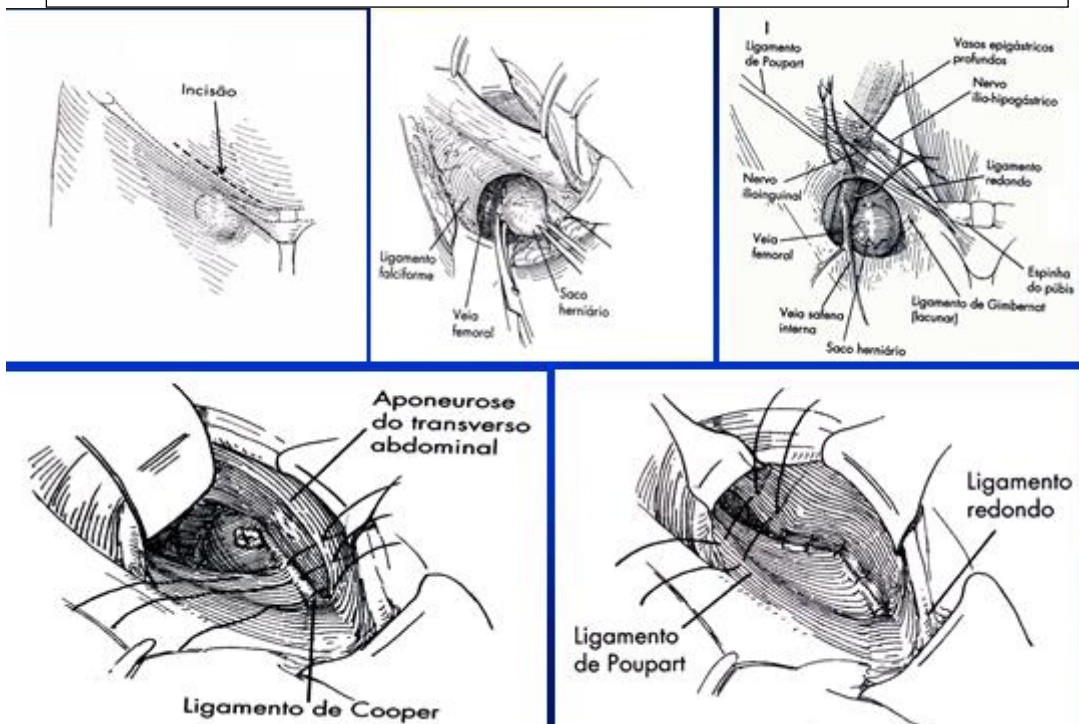 Incisão
Ligamento
falciforme
Veia
femoral
Saco
herniário
I
Ligamento
de Poupart
Vasos epigástricos
profundos
Nervo
ilio-hipogástrico
Ligamento
redondo
Nervo
ilioinguinal
Veia
femoral
Espinha
do púbis
Ligamento de Gimbernat
(lacunar)
Veia safena
interna
Saco herniário
Aponeurose
do transverso
abdominal
Ligamento de Cooper
Ligamento
redondo
Ligamento
de Poupart